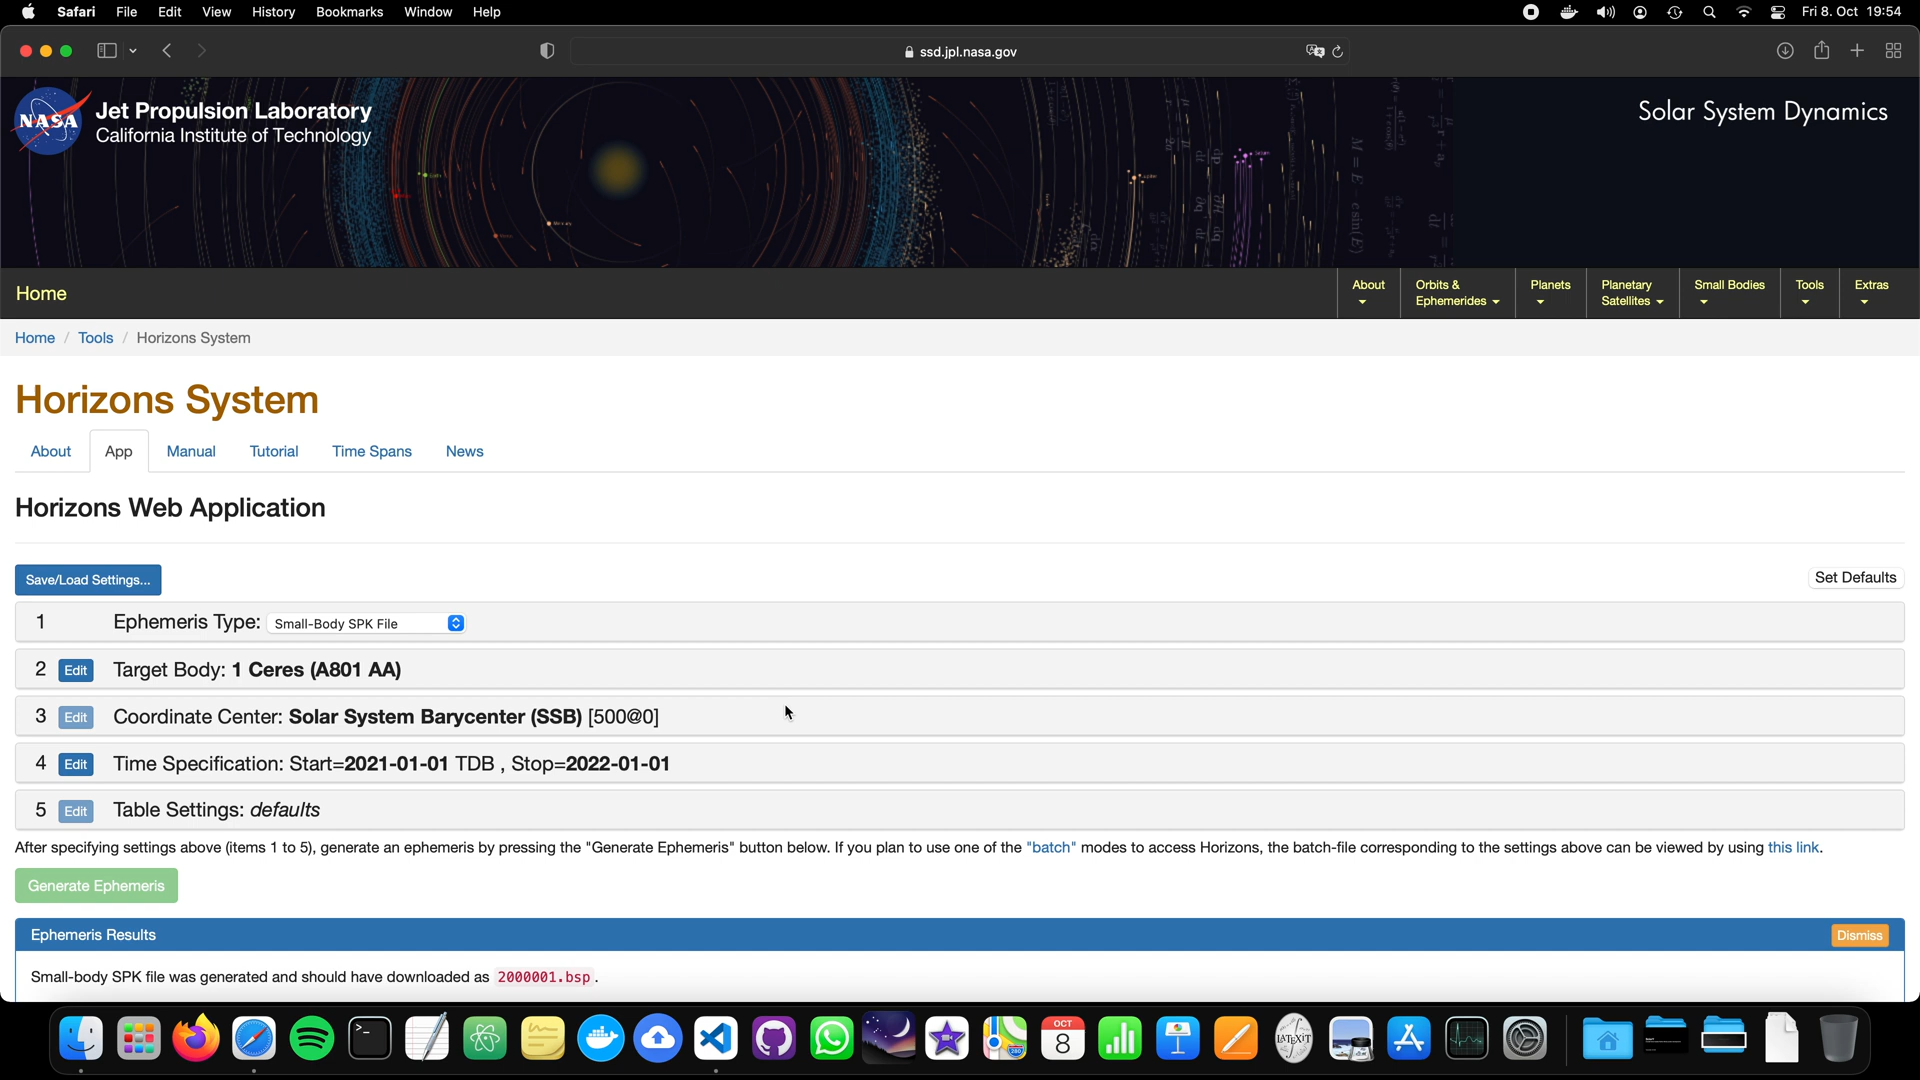 Safari File Edit View History Bookmarks Window Help Fri 8. Oct 19:54
ssd.jpl.nasa.gov
NASA Jet Propulsion Laboratory
California Institute of Technology
Solar System Dynamics
Home
About
Orbits & Ephemerides
Planets
Planetary Satellites
Small Bodies
Tools
Extras
Home / Tools / Horizons System
Horizons System
About App Manual Tutorial Time Spans News
Horizons Web Application
Save/Load Settings... Set Defaults
1 Ephemeris Type: Small-Body SPK File
2 Edit Target Body: 1 Ceres (A801 AA)
3 Edit Coordinate Center: Solar System Barycenter (SSB) [500@0]
4 Edit Time Specification: Start=2021-01-01 TDB , Stop=2022-01-01
5 Edit Table Settings: defaults
After specifying settings above (items 1 to 5), generate an ephemeris by pressing the "Generate Ephemeris" button below. If you plan to use one of the "batch" modes to access Horizons, the batch-file corresponding to the settings above can be viewed by using this link.
Generate Ephemeris
Ephemeris Results Dismiss
Small-body SPK file was generated and should have downloaded as 2000001.bsp .
OCT
8
LATEXiT